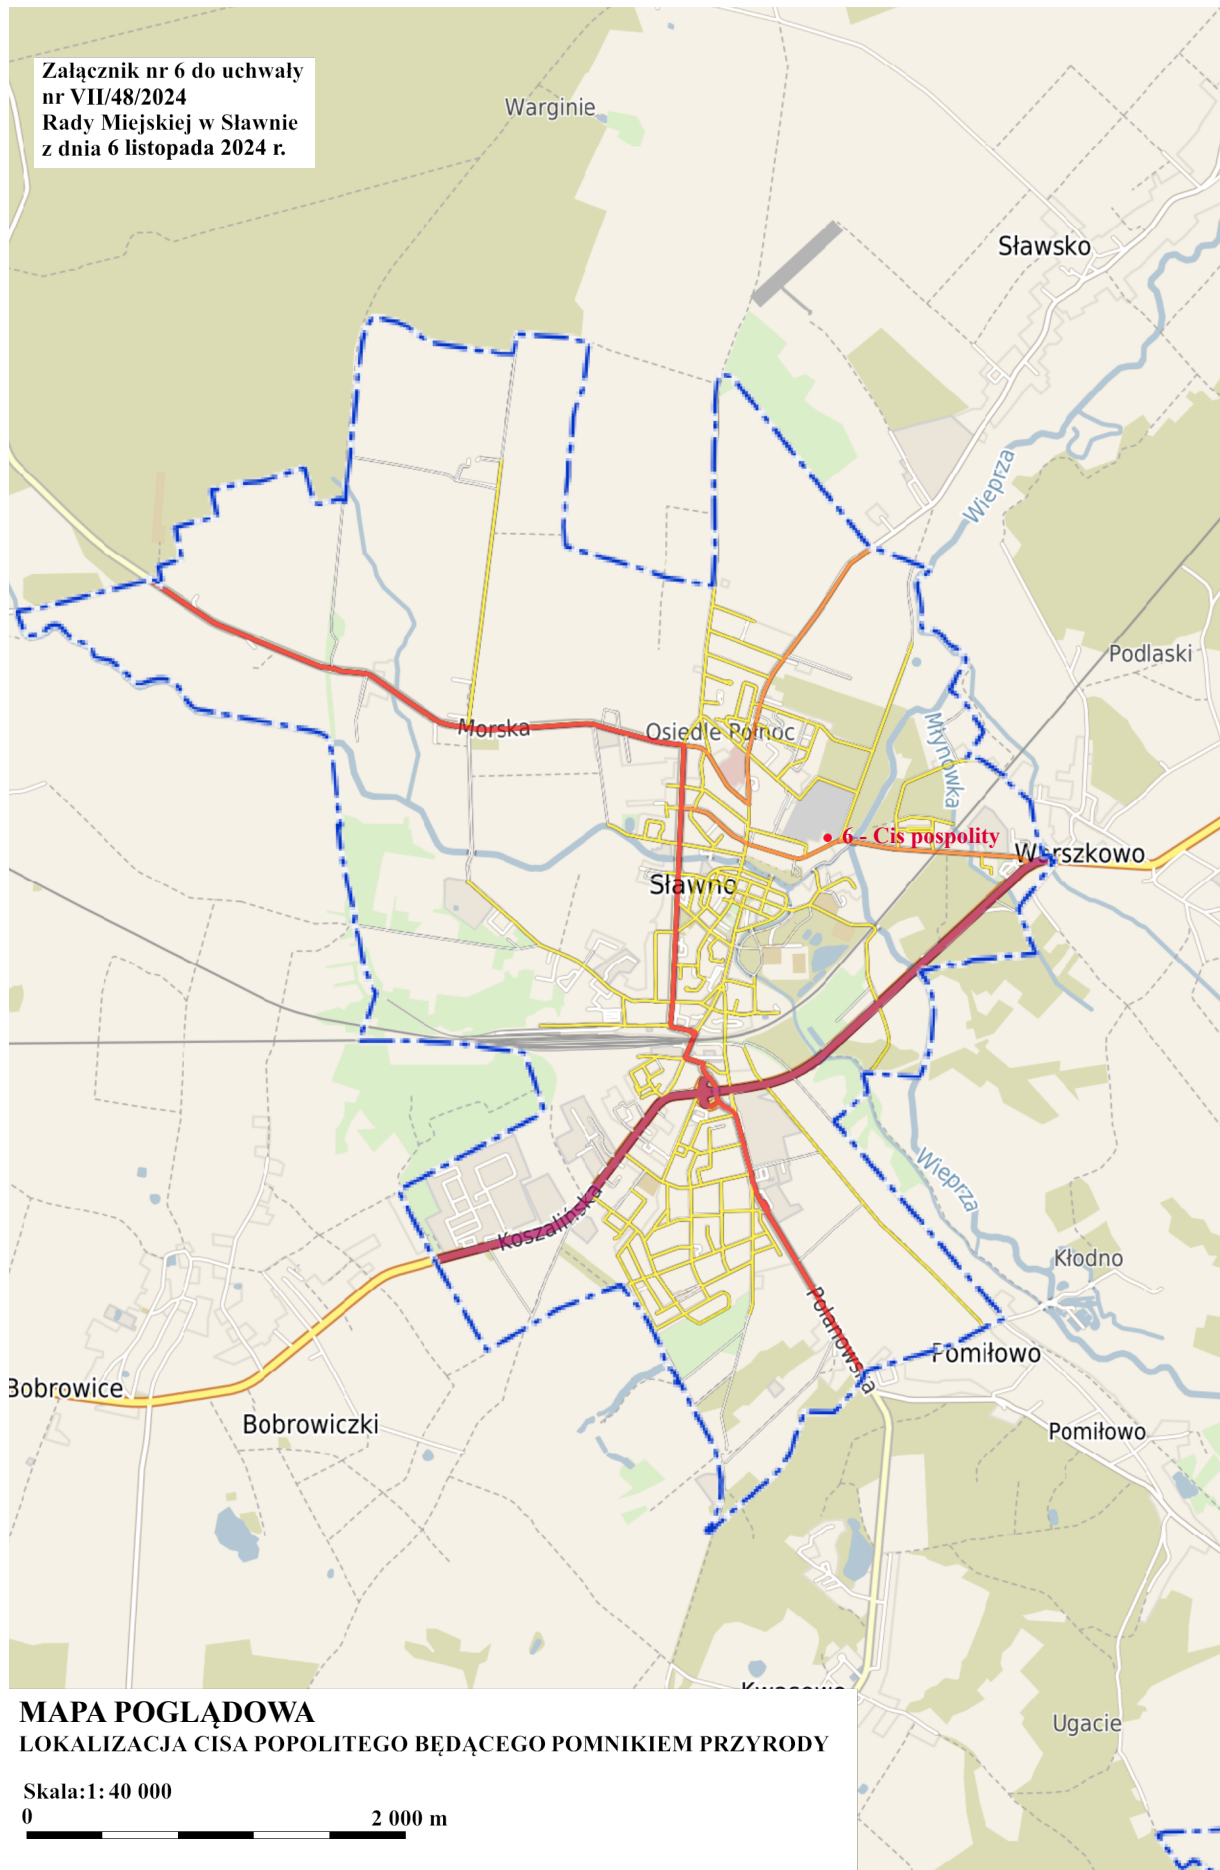 Załącznik nr 6 do uchwały
nr VII/48/2024
Rady Miejskiej w Sławnie
z dnia 6 listopada 2024 r.
Warginie
Sławsko
Wieprza
Podlaski
Morska
Osiedle Północ
Młynówka
6 - Cis pospolity
Warszkowo
Sławno
Wieprza
Koszalińska
Kłodno
Polanowska
Pomiłowo
Bobrowice
Bobrowiczki
Pomiłowo
Kwasowo
Ugacie
MAPA POGLĄDOWA
LOKALIZACJA CISA POPOLITEGO BĘDĄCEGO POMNIKIEM PRZYRODY
Skala:1: 40 000
0 2 000 m